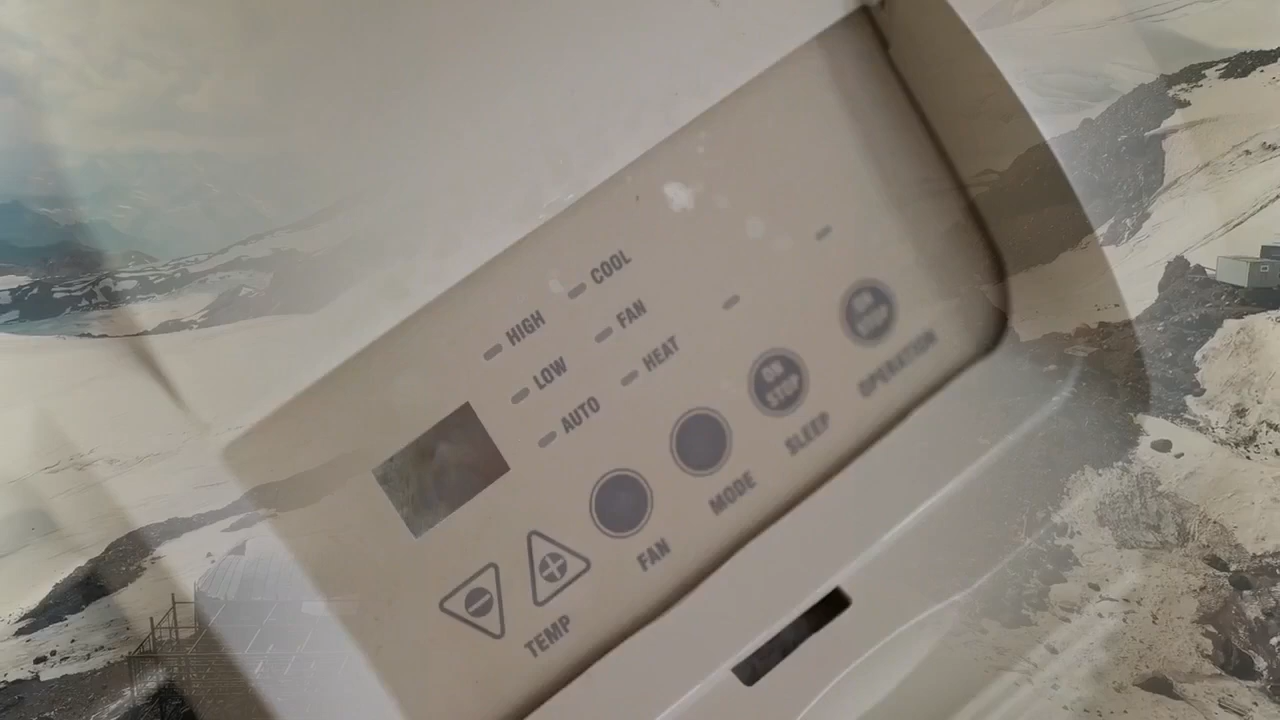 HIGH COOL
LOW FAN
AUTO HEAT
TEMP FAN MODE SLEEP OPERATION
ON STOP
ON STOP